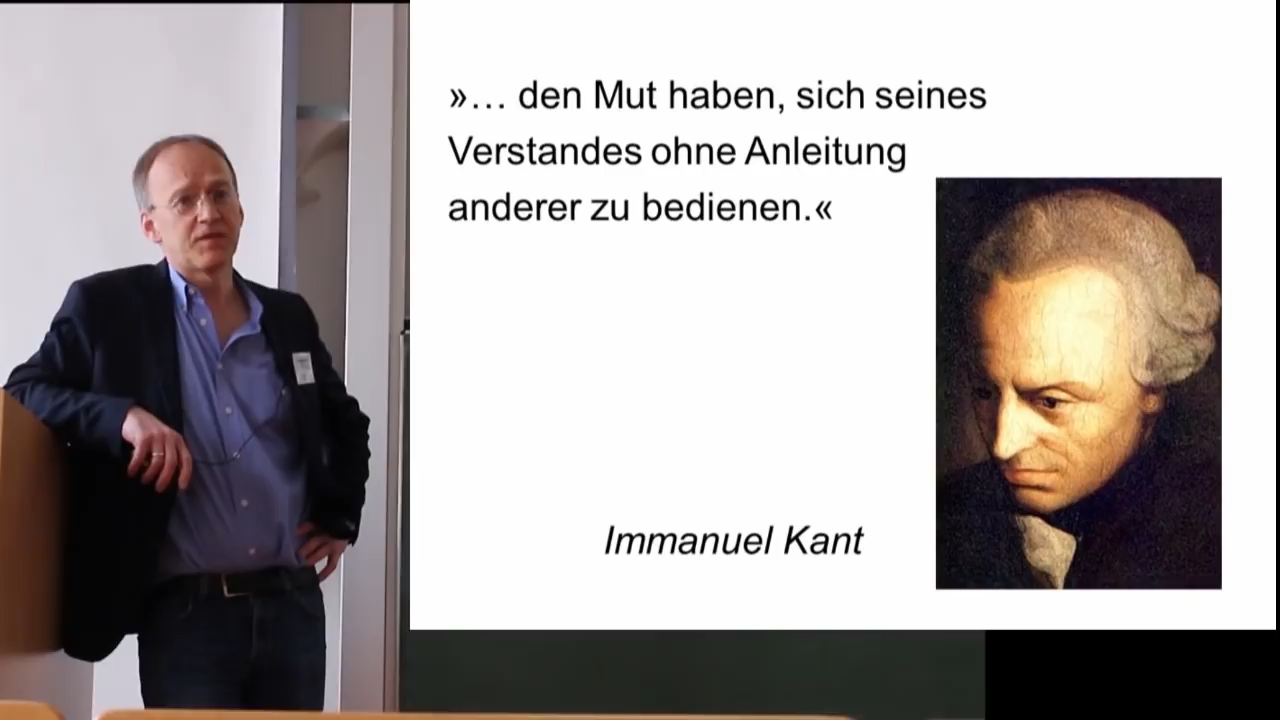 »… den Mut haben, sich seines
Verstandes ohne Anleitung
anderer zu bedienen.«
Immanuel Kant